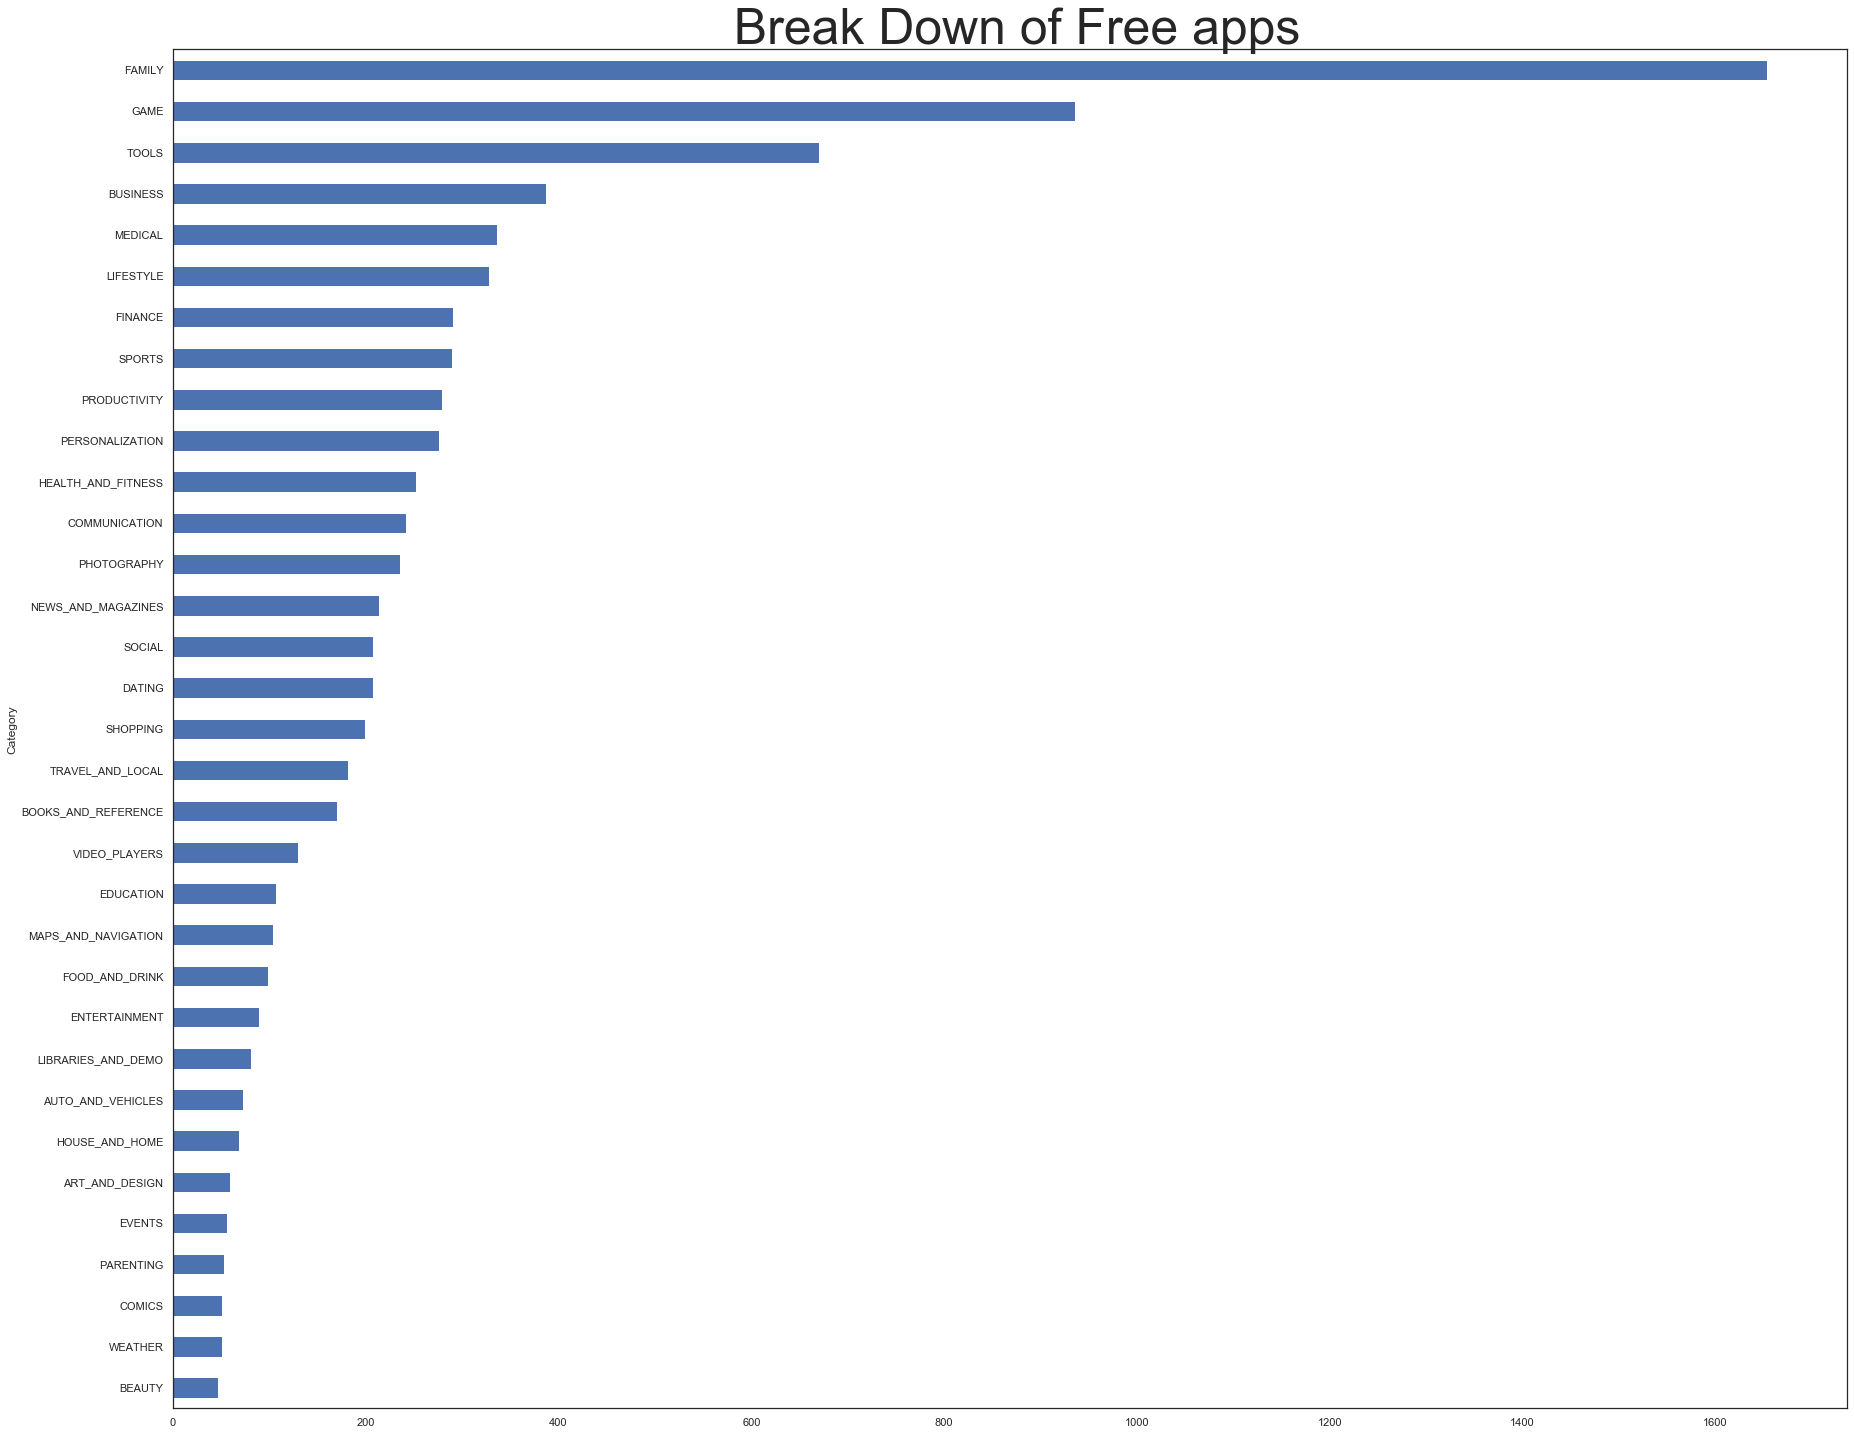 Break Down of Free apps
FAMILY
GAME
TOOLS
BUSINESS
MEDICAL
LIFESTYLE
FINANCE
SPORTS
PRODUCTIVITY
PERSONALIZATION
HEALTH_AND_FITNESS
COMMUNICATION
PHOTOGRAPHY
NEWS_AND_MAGAZINES
SOCIAL
DATING
SHOPPING
TRAVEL_AND_LOCAL
BOOKS_AND_REFERENCE
VIDEO_PLAYERS
EDUCATION
MAPS_AND_NAVIGATION
FOOD_AND_DRINK
ENTERTAINMENT
LIBRARIES_AND_DEMO
AUTO_AND_VEHICLES
HOUSE_AND_HOME
ART_AND_DESIGN
EVENTS
PARENTING
COMICS
WEATHER
BEAUTY
Category
0 200 400 600 800 1000 1200 1400 1600